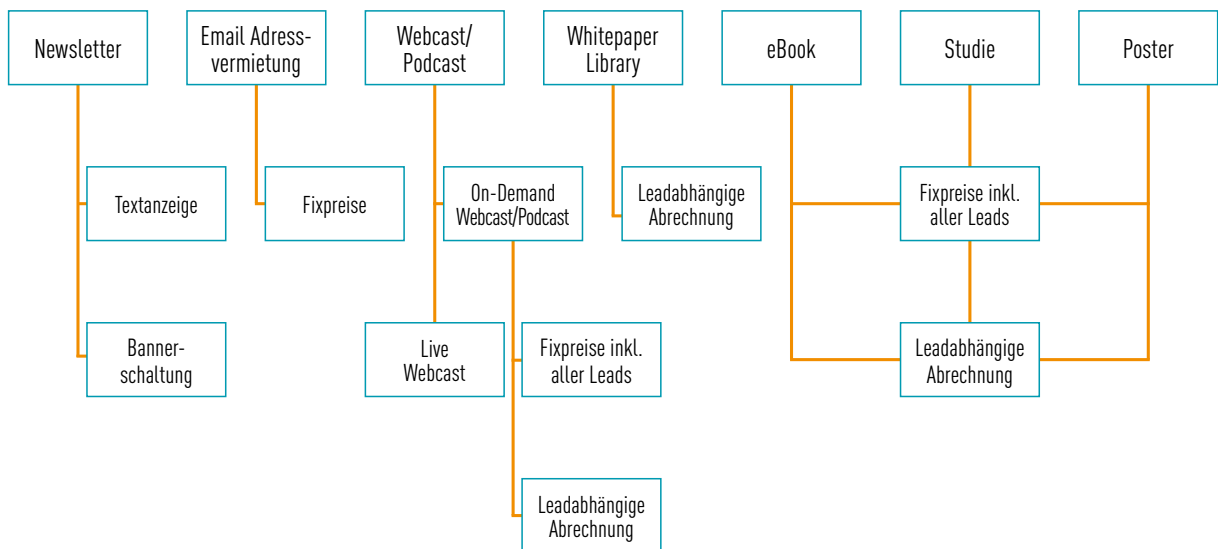 Newsletter
Email Adress-
vermietung
Webcast/
Podcast
Whitepaper
Library
eBook
Studie
Poster
Textanzeige
Fixpreise
On-Demand
Webcast/Podcast
Leadabhängige
Abrechnung
Fixpreise inkl.
aller Leads
Banner-
schaltung
Live
Webcast
Fixpreise inkl.
aller Leads
Leadabhängige
Abrechnung
Leadabhängige
Abrechnung